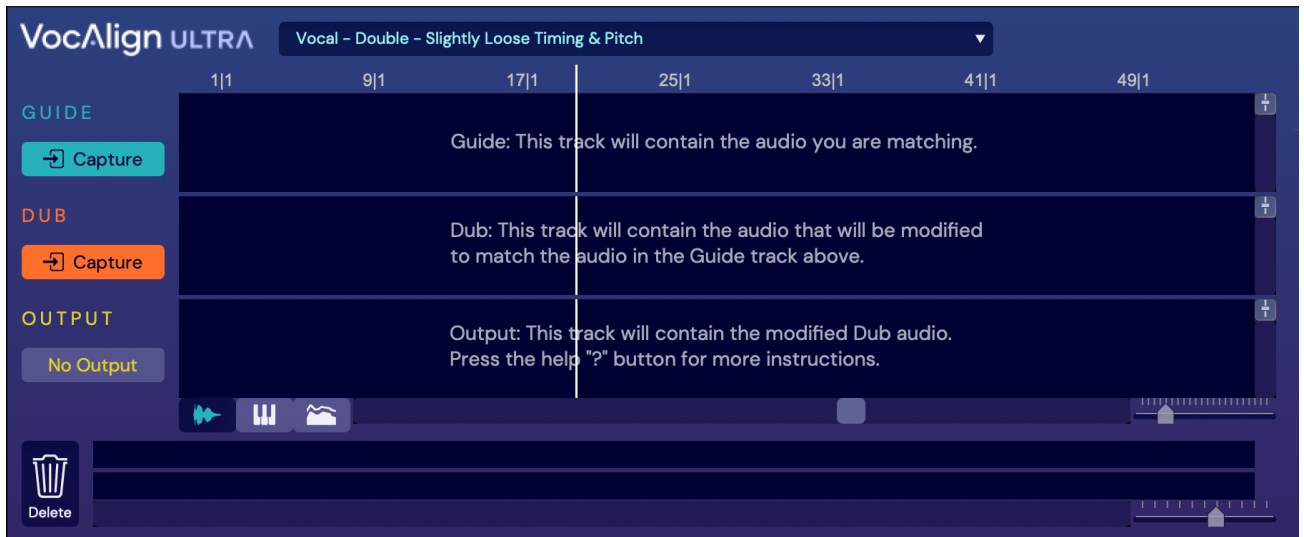 VocAlign ULTRA
Vocal - Double - Slightly Loose Timing & Pitch
1|1 9|1 17|1 25|1 33|1 41|1 49|1
GUIDE
Capture
Guide: This track will contain the audio you are matching.
DUB
Capture
Dub: This track will contain the audio that will be modified
to match the audio in the Guide track above.
OUTPUT
No Output
Output: This track will contain the modified Dub audio.
Press the help "?" button for more instructions.
Delete